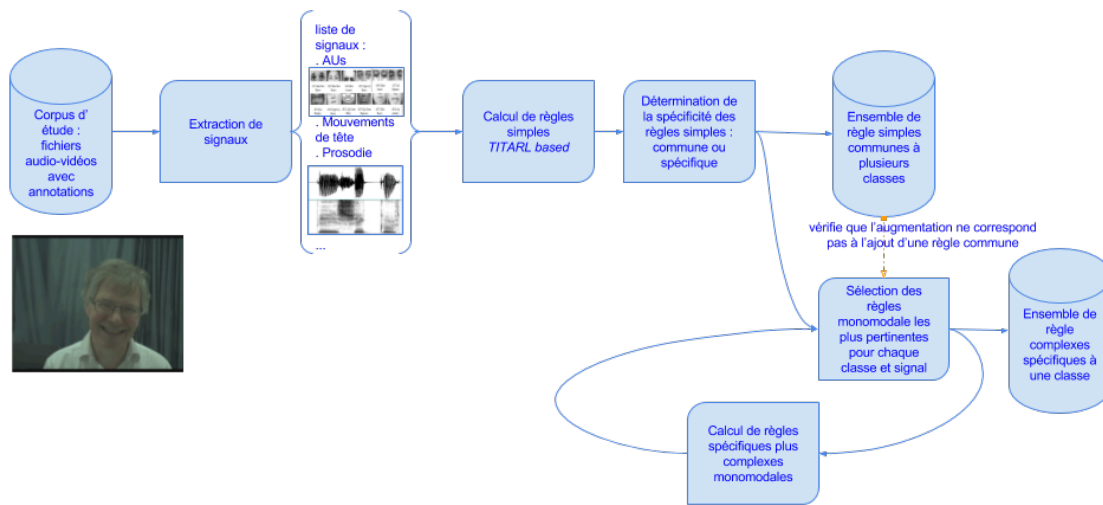 Corpus d'
étude :
fichiers
audio-vidéos
avec
annotations
Extraction de
signaux
liste de
signaux :
. AUs
. Mouvements
de tête
. Prosodie
...
Calcul de règles
simples
TITARL based
Détermination de
la spécificité des
règles simples :
commune ou
spécifique
Ensemble de
règle simples
communes à
plusieurs
classes
vérifie que l'augmentation ne correspond
pas à l'ajout d'une règle commune
Sélection des
règles
monomodale les
plus pertinentes
pour chaque
classe et signal
Ensemble de
règle
complexes
spécifiques à
une classe
Calcul de règles
spécifiques plus
complexes
monomodales